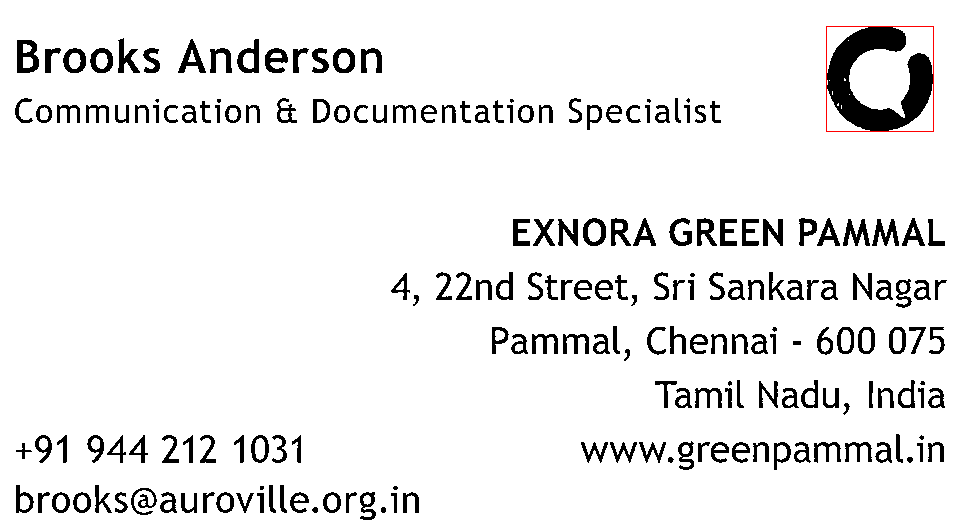 Brooks Anderson
Communication & Documentation Specialist
EXNORA GREEN PAMMAL
4, 22nd Street, Sri Sankara Nagar
Pammal, Chennai - 600 075
Tamil Nadu, India
+91 944 212 1031
www.greenpammal.in
brooks@auroville.org.in